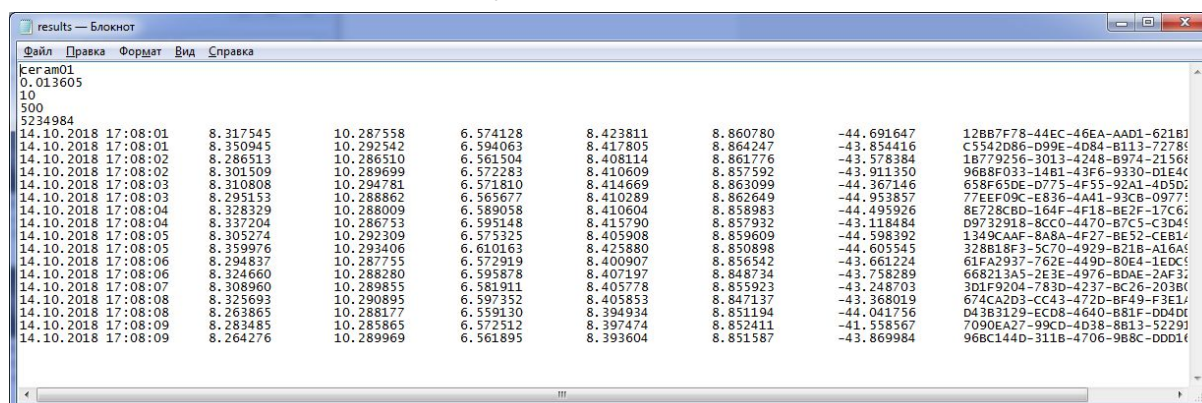 results — Блокнот
Файл Правка Формат Вид Справка
ceram01
0.013605
10
500
5234984
14.10.2018 17:08:01 8.317545 10.287558 6.574128 8.423811 8.860780 -44.691647 12BB7F78-44EC-46EA-AAD1-621B1
14.10.2018 17:08:01 8.350945 10.292542 6.594063 8.417805 8.864247 -43.854416 C5542D86-D99E-4D84-B113-72789
14.10.2018 17:08:02 8.286513 10.286510 6.561504 8.408114 8.861776 -43.578384 1B779256-3013-4248-B974-21568
14.10.2018 17:08:02 8.301509 10.289699 6.572283 8.410609 8.857592 -43.911350 96B8F033-14B1-43F6-9330-D1E4C
14.10.2018 17:08:03 8.310808 10.294781 6.571810 8.414669 8.863099 -44.367146 658F65DE-D775-4F55-92A1-4D5D2
14.10.2018 17:08:03 8.295153 10.288862 6.565677 8.410289 8.862649 -44.953857 77EEF09C-E836-4A41-93CB-09775
14.10.2018 17:08:04 8.328329 10.288009 6.589058 8.410604 8.858983 -44.495926 8E728CBD-164F-4F18-BE2F-17C62
14.10.2018 17:08:04 8.337204 10.286753 6.595148 8.415790 8.857932 -43.118484 D9732918-8CC0-4470-B7C5-C3D49
14.10.2018 17:08:05 8.305274 10.292309 6.575325 8.405908 8.859609 -44.598392 1349CAAF-8A8A-4F27-BE52-CEB14
14.10.2018 17:08:05 8.359976 10.293406 6.610163 8.425880 8.850898 -44.605545 328B18F3-5C70-4929-B21B-A16A9
14.10.2018 17:08:06 8.294837 10.287755 6.572919 8.400907 8.856542 -43.661224 61FA2937-762E-449D-80E4-1EDC9
14.10.2018 17:08:06 8.324660 10.288280 6.595878 8.407197 8.848734 -43.758289 668213A5-2E3E-4976-BDAE-2AF32
14.10.2018 17:08:07 8.308960 10.289855 6.581911 8.405778 8.855923 -43.248703 3D1F9204-783D-4237-BC26-203B0
14.10.2018 17:08:08 8.325693 10.290895 6.597352 8.405853 8.847137 -43.368019 674CA2D3-CC43-472D-BF49-F3E1A
14.10.2018 17:08:08 8.263865 10.288177 6.559130 8.394934 8.851194 -44.041756 D43B3129-ECD8-4640-B81F-DD4DD
14.10.2018 17:08:09 8.283485 10.285865 6.572512 8.397474 8.852411 -41.558567 7090EA27-99CD-4D38-8B13-52291
14.10.2018 17:08:09 8.264276 10.289969 6.561895 8.393604 8.851587 -43.869984 96BC144D-311B-4706-9B8C-DDD16